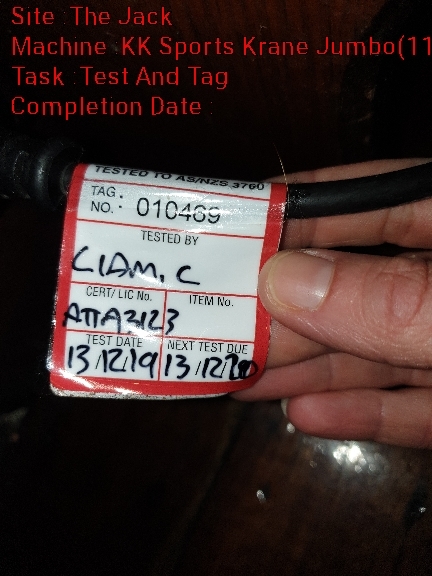 Site :The Jack
Machine :KK Sports Krane Jumbo(11
Task :Test And Tag
Completion Date :
TESTED TO AS/NZS 3760
TAG NO.: 010469
TESTED BY
CIAM, C
CERT/ LIC No.
ITEM No.
ATTA3123
TEST DATE
NEXT TEST DUE
13/12/19
13/12/20